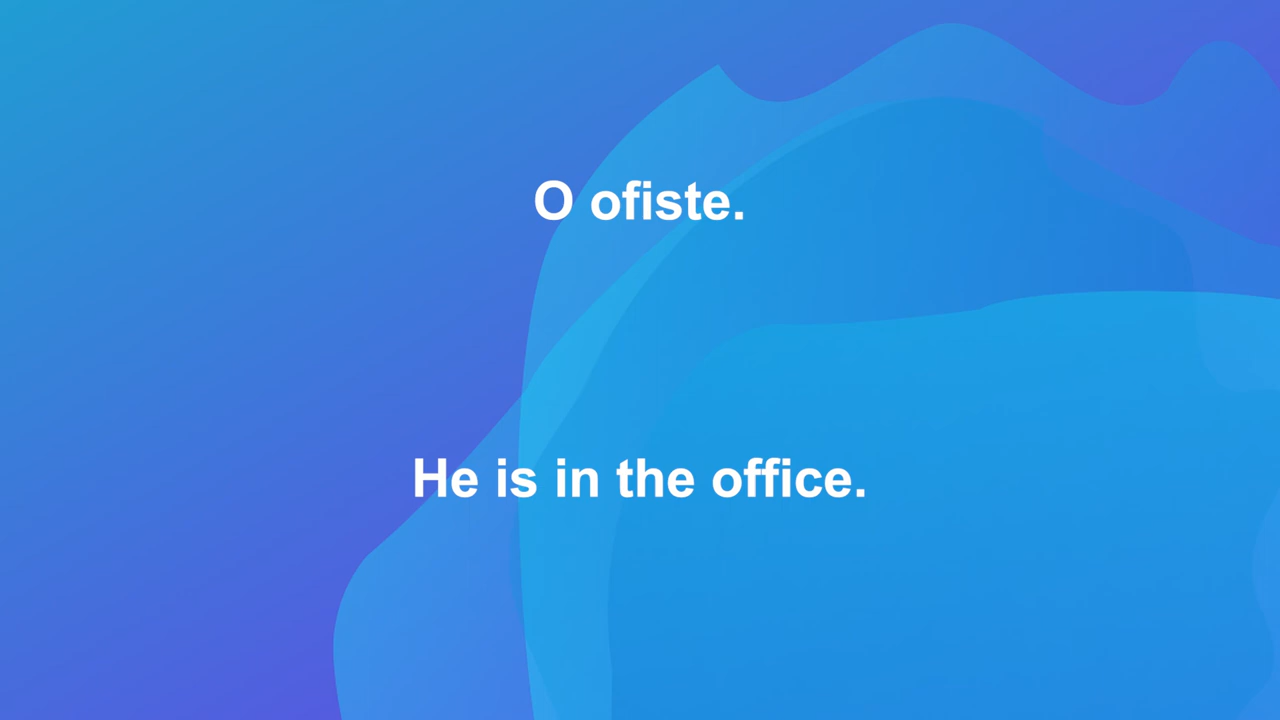 O ofiste.
He is in the office.